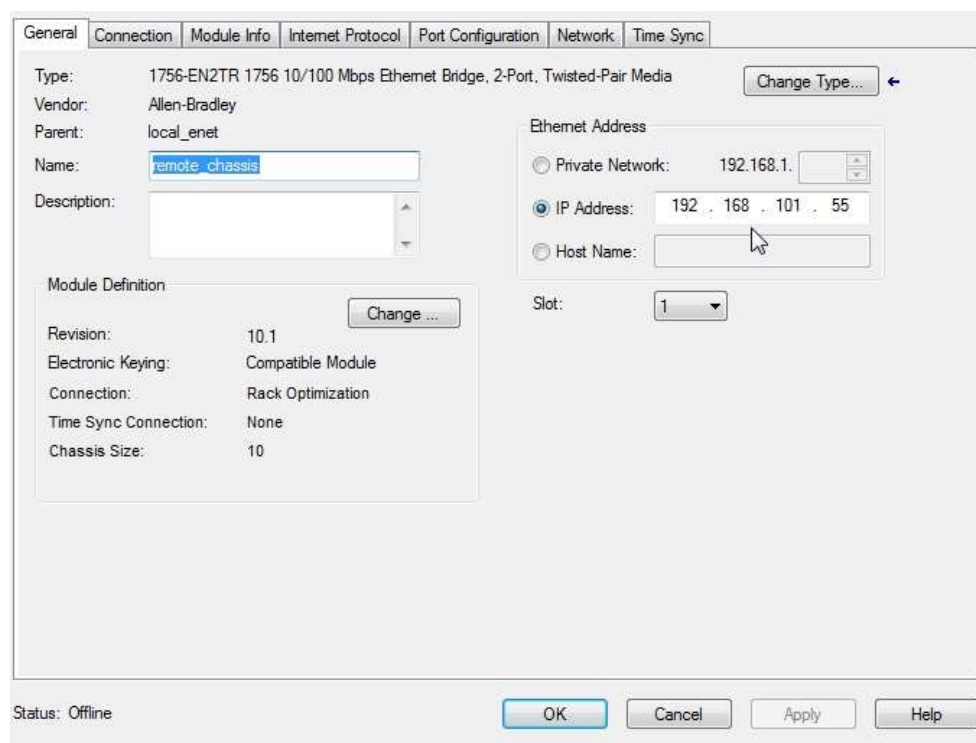 General Connection Module Info Internet Protocol Port Configuration Network Time Sync
Type: 1756-EN2TR 1756 10/100 Mbps Ethernet Bridge, 2-Port, Twisted-Pair Media Change Type...
Vendor: Allen-Bradley
Parent: local_enet
Name: remote_chassis
Description:
Ethernet Address
Private Network: 192.168.1.
IP Address: 192 . 168 . 101 . 55
Host Name:
Slot: 1
Module Definition
Change ...
Revision: 10.1
Electronic Keying: Compatible Module
Connection: Rack Optimization
Time Sync Connection: None
Chassis Size: 10
Status: Offline OK Cancel Apply Help